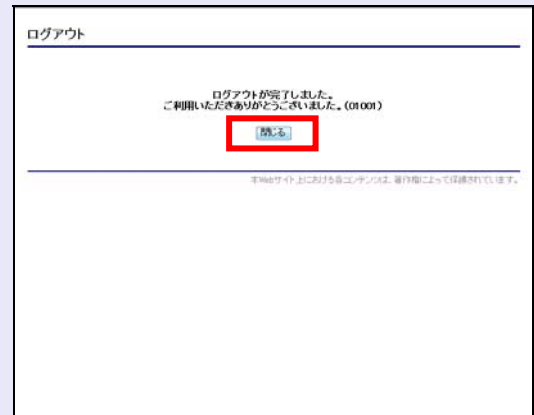 ログアウト
ログアウトが完了しました。
ご利用いただきありがとうございました。(01001)
閉じる
本Webサイト上における各コンテンツは、著作権によって保護されています。